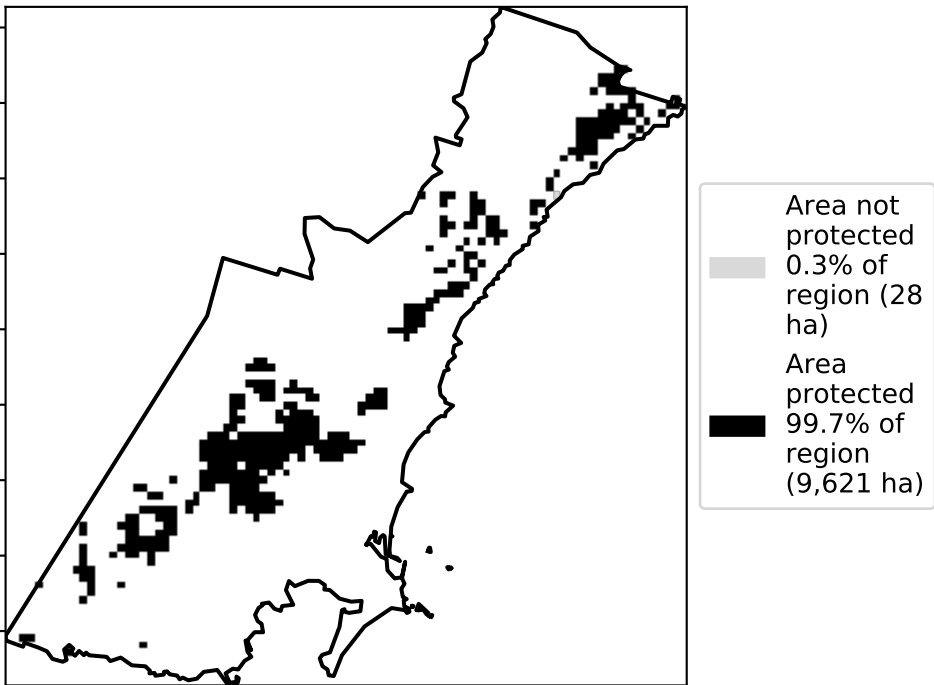 Area not
protected
0.3% of
region (28
ha)
Area
protected
99.7% of
region
(9,621 ha)